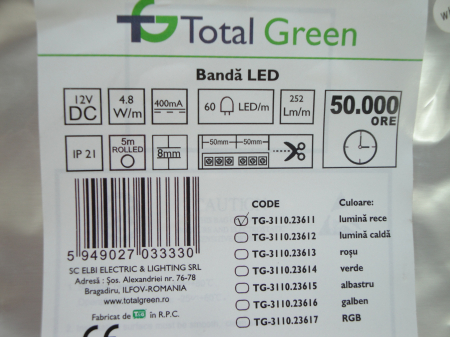 TG Total Green
Bandă LED
12V DC
4.8 W/m
400mA
60 LED/m
252 Lm/m
50.000 ORE
IP 21
5m ROLLED
8mm
50mm 50mm
5 949027 033330
SC ELBI ELECTRIC & LIGHTING SRL
Adresă : Șos. Alexandriei nr. 76-78
Bragadiru, ILFOV-ROMANIA
www.totalgreen.ro
Fabricat de TG în R.P.C.
CE
CODE Culoare:
TG-3110.23611 lumină rece
TG-3110.23612 lumină caldă
TG-3110.23613 roșu
TG-3110.23614 verde
TG-3110.23615 albastru
TG-3110.23616 galben
TG-3110.23617 RGB